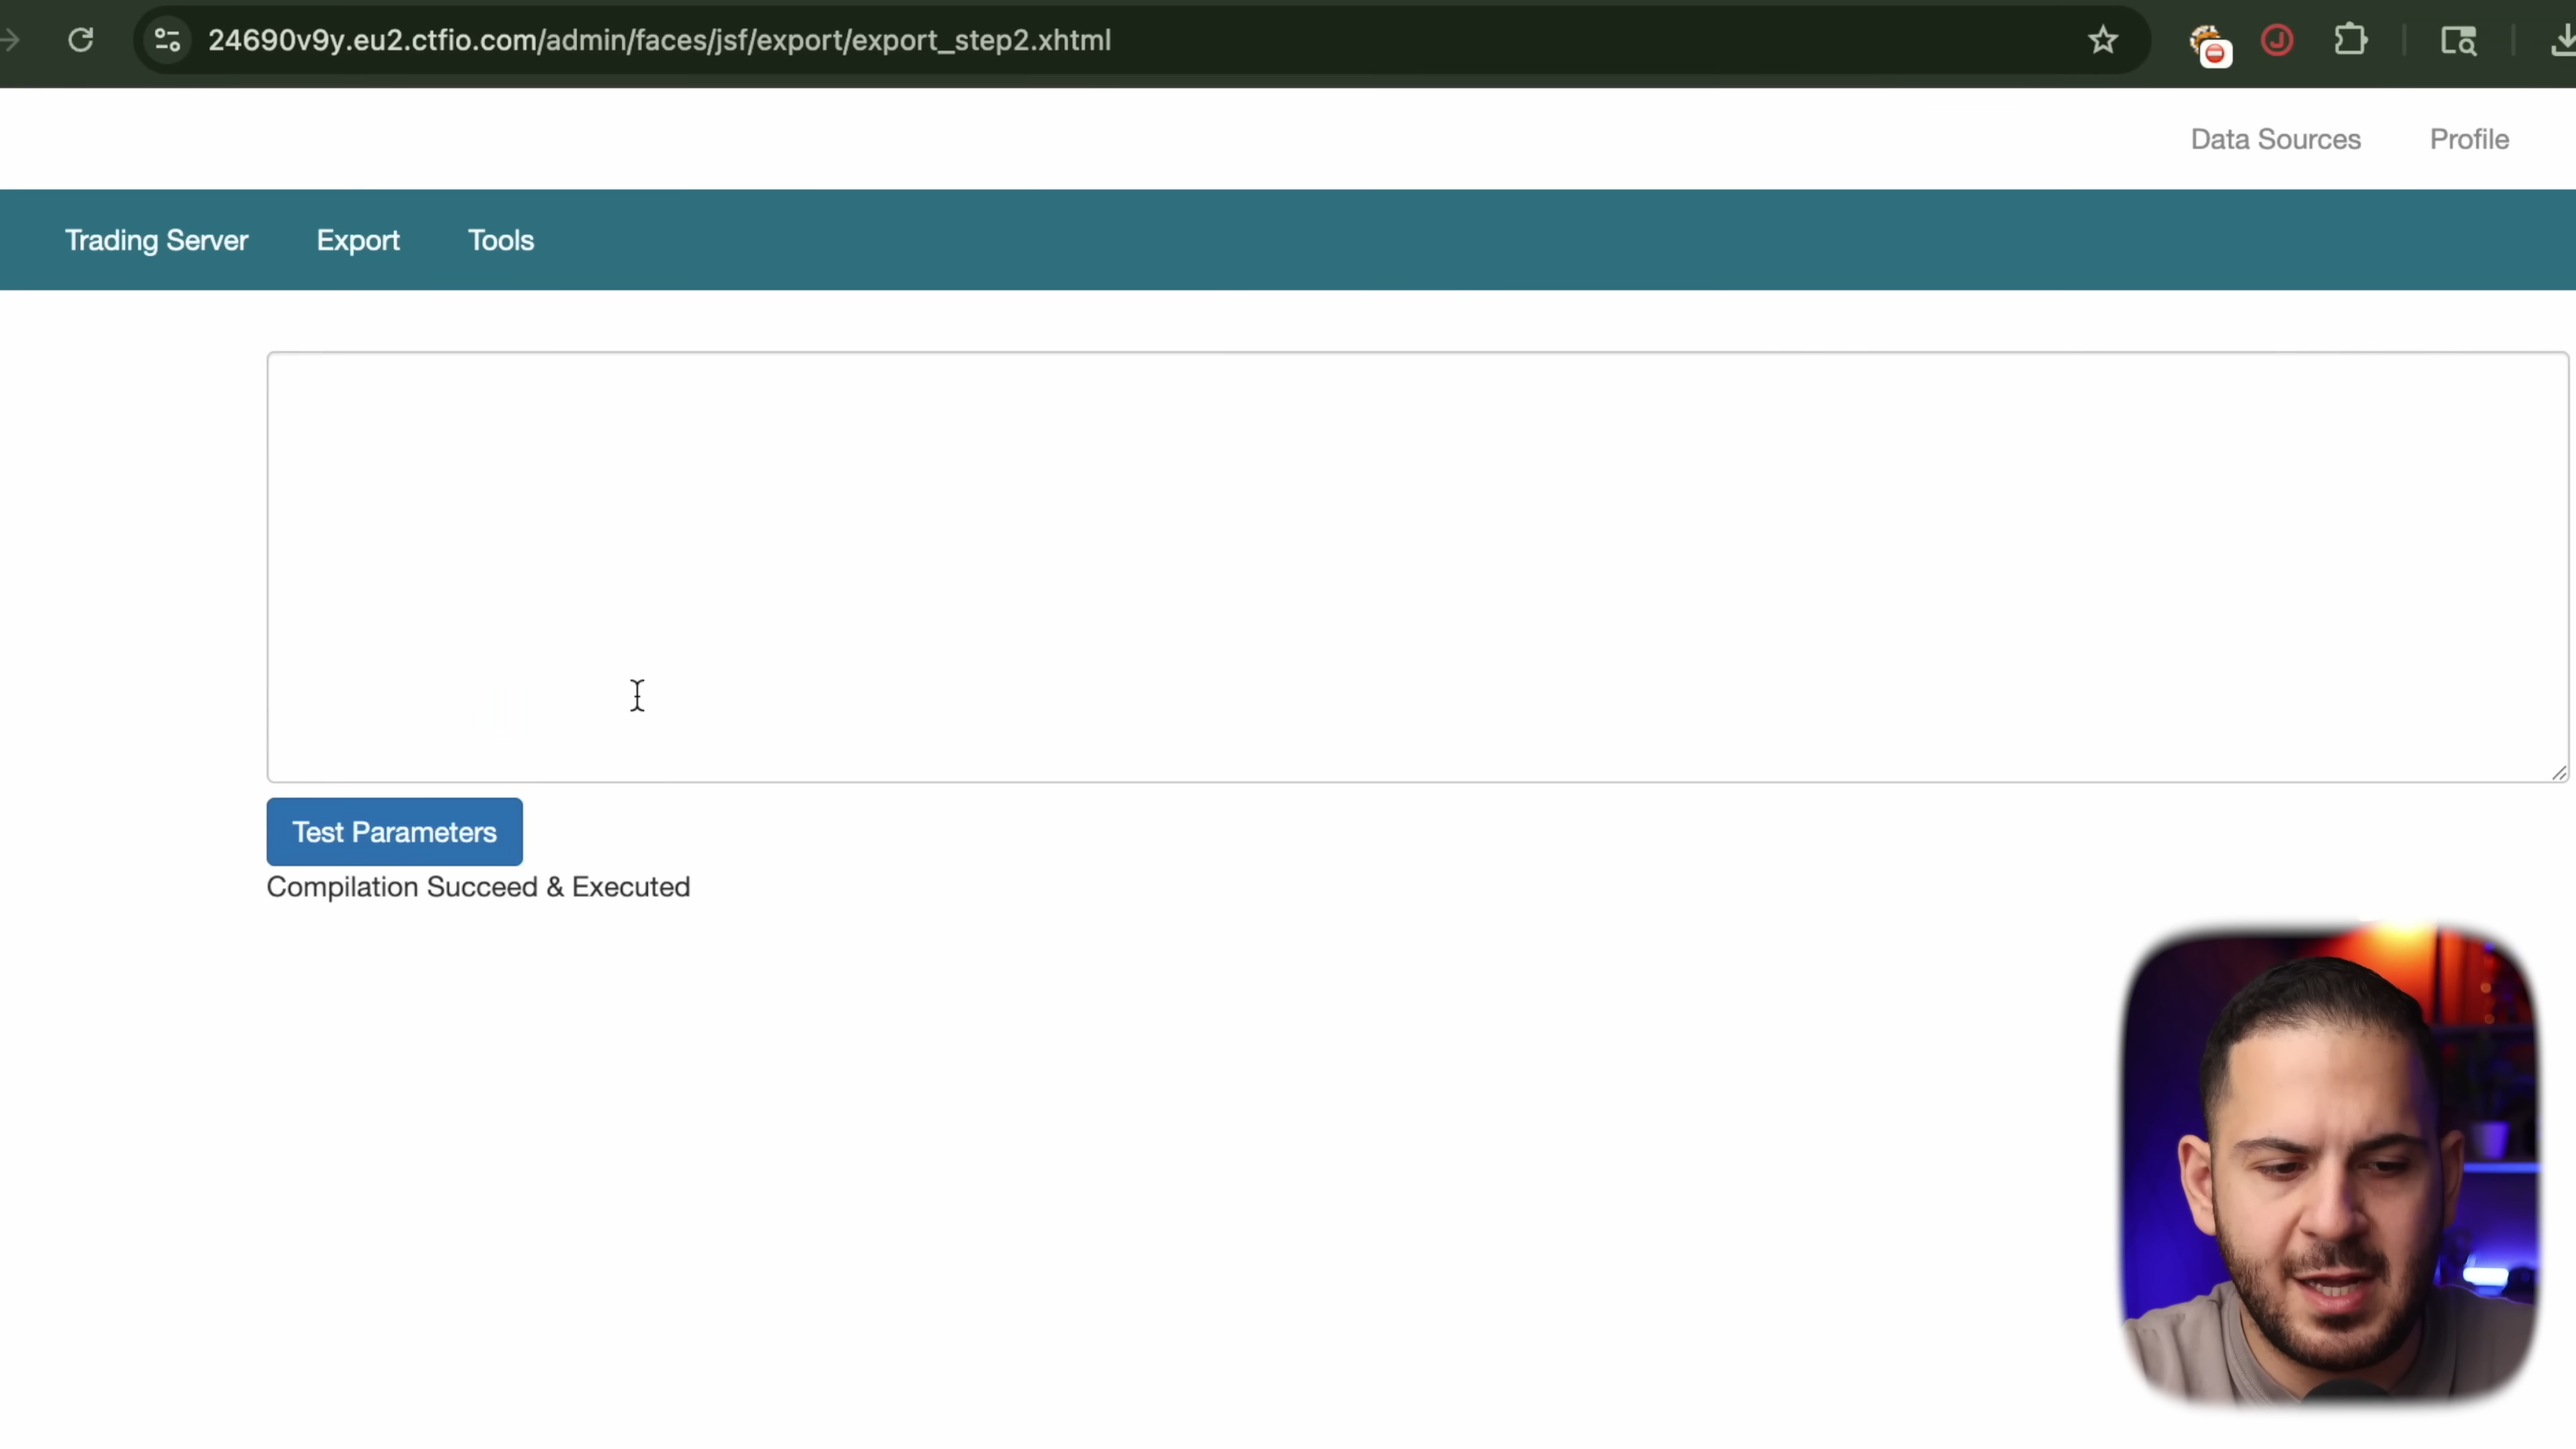 24690v9y.eu2.ctfio.com/admin/faces/jsf/export/export_step2.xhtml
Data Sources Profile
Trading Server Export Tools
Test Parameters
Compilation Succeed & Executed